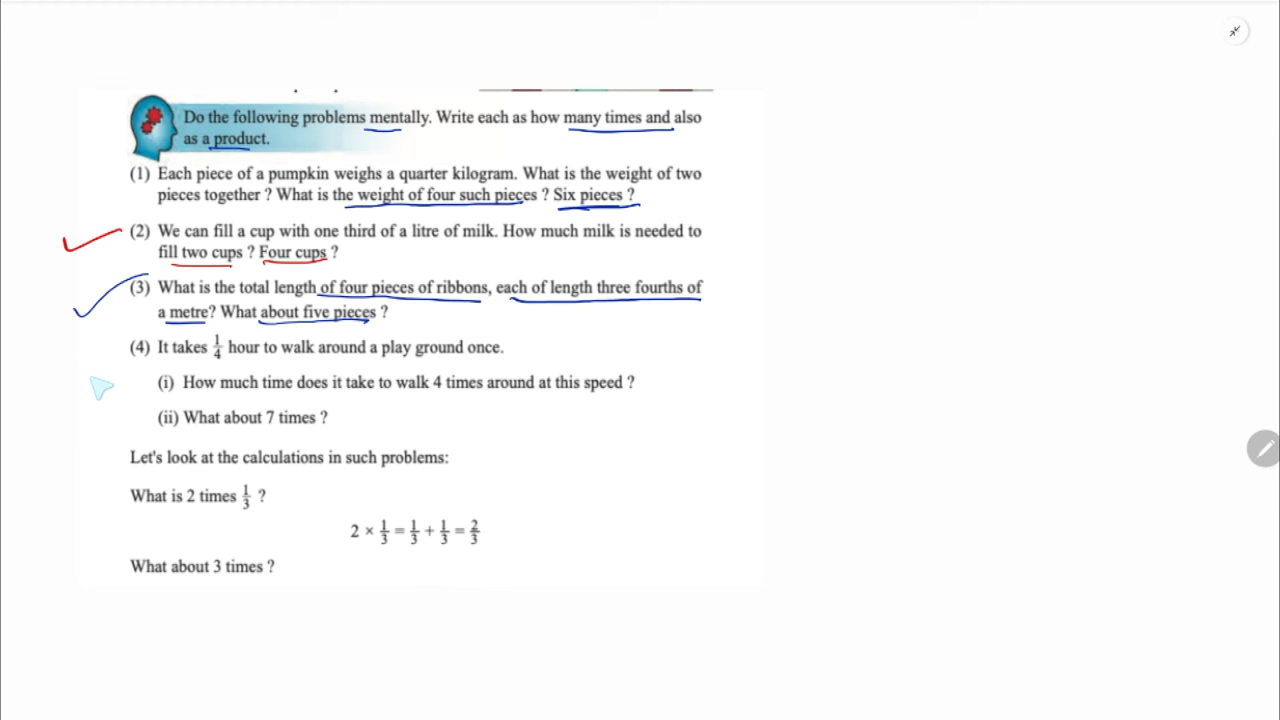 Do the following problems mentally. Write each as how many times and also
as a product.
(1) Each piece of a pumpkin weighs a quarter kilogram. What is the weight of two
pieces together ? What is the weight of four such pieces ? Six pieces ?
(2) We can fill a cup with one third of a litre of milk. How much milk is needed to
fill two cups ? Four cups ?
(3) What is the total length of four pieces of ribbons, each of length three fourths of
a metre? What about five pieces ?
(4) It takes 1/4 hour to walk around a play ground once.
(i) How much time does it take to walk 4 times around at this speed ?
(ii) What about 7 times ?
Let's look at the calculations in such problems:
What is 2 times 1/3 ?
2 × 1/3 = 1/3 + 1/3 = 2/3
What about 3 times ?